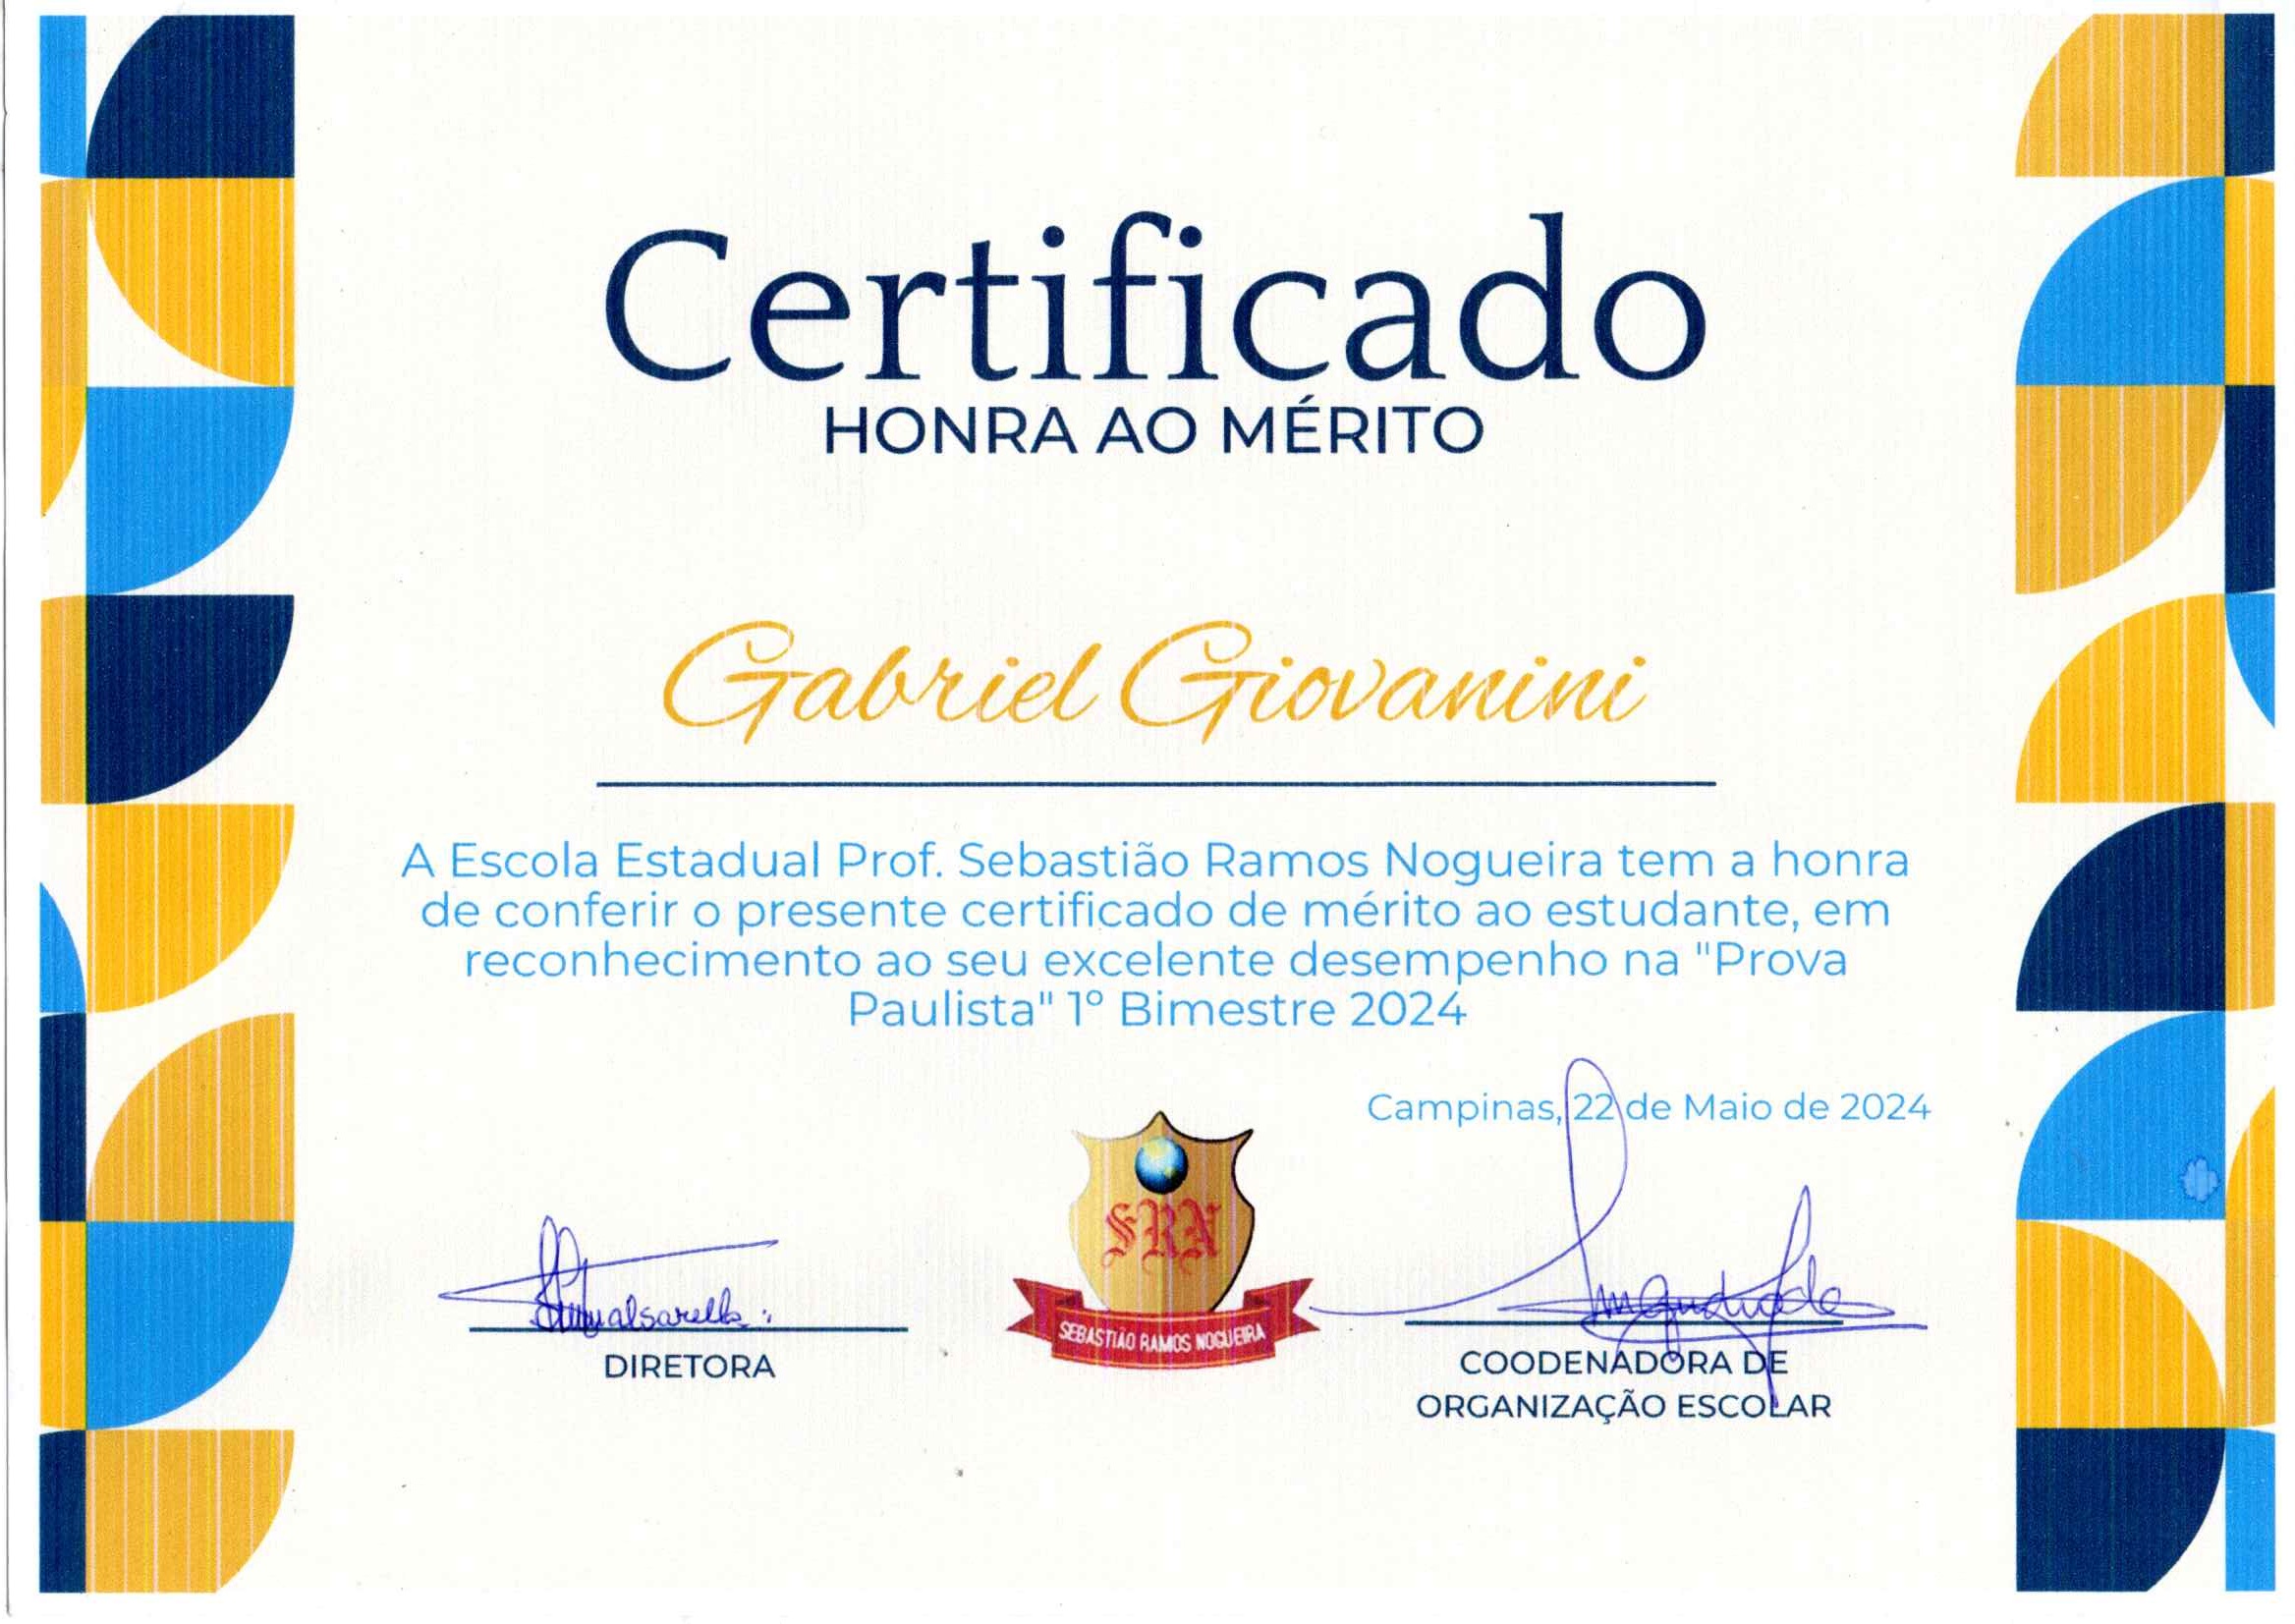 Certificado
HONRA AO MÉRITO
Gabriel Giovanini
A Escola Estadual Prof. Sebastião Ramos Nogueira tem a honra
de conferir o presente certificado de mérito ao estudante, em
reconhecimento ao seu excelente desempenho na "Prova
Paulista" 1º Bimestre 2024
Campinas, 22 de Maio de 2024
SRN
SEBASTIÃO RAMOS NOGUEIRA
DIRETORA
COODENADORA DE
ORGANIZAÇÃO ESCOLAR